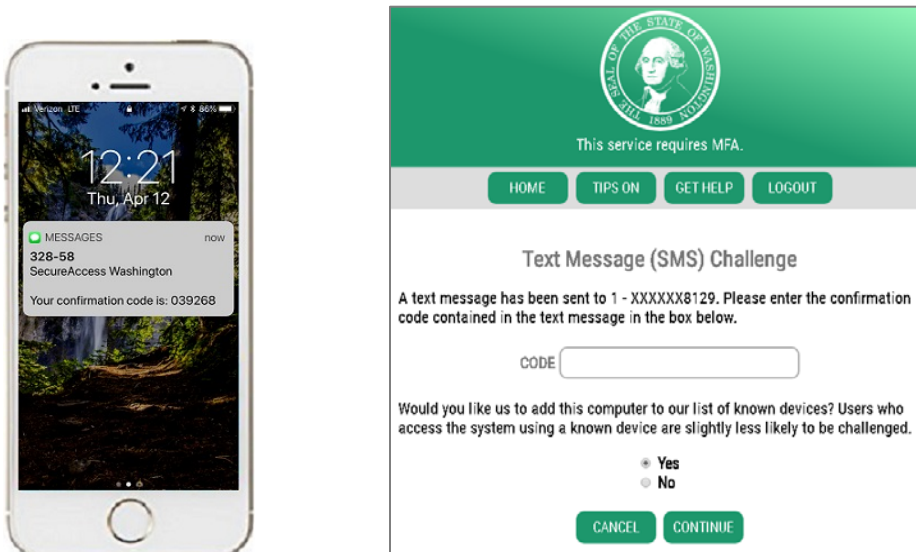 Verizon LTE
86%
12:21
Thu, Apr 12
MESSAGES now
328-58
SecureAccess Washington
Your confirmation code is: 039268
THE SEAL OF THE STATE OF WASHINGTON
1889
This service requires MFA.
HOME TIPS ON GET HELP LOGOUT
Text Message (SMS) Challenge
A text message has been sent to 1 - XXXXXX8129. Please enter the confirmation
code contained in the text message in the box below.
CODE
Would you like us to add this computer to our list of known devices? Users who
access the system using a known device are slightly less likely to be challenged.
Yes
No
CANCEL CONTINUE